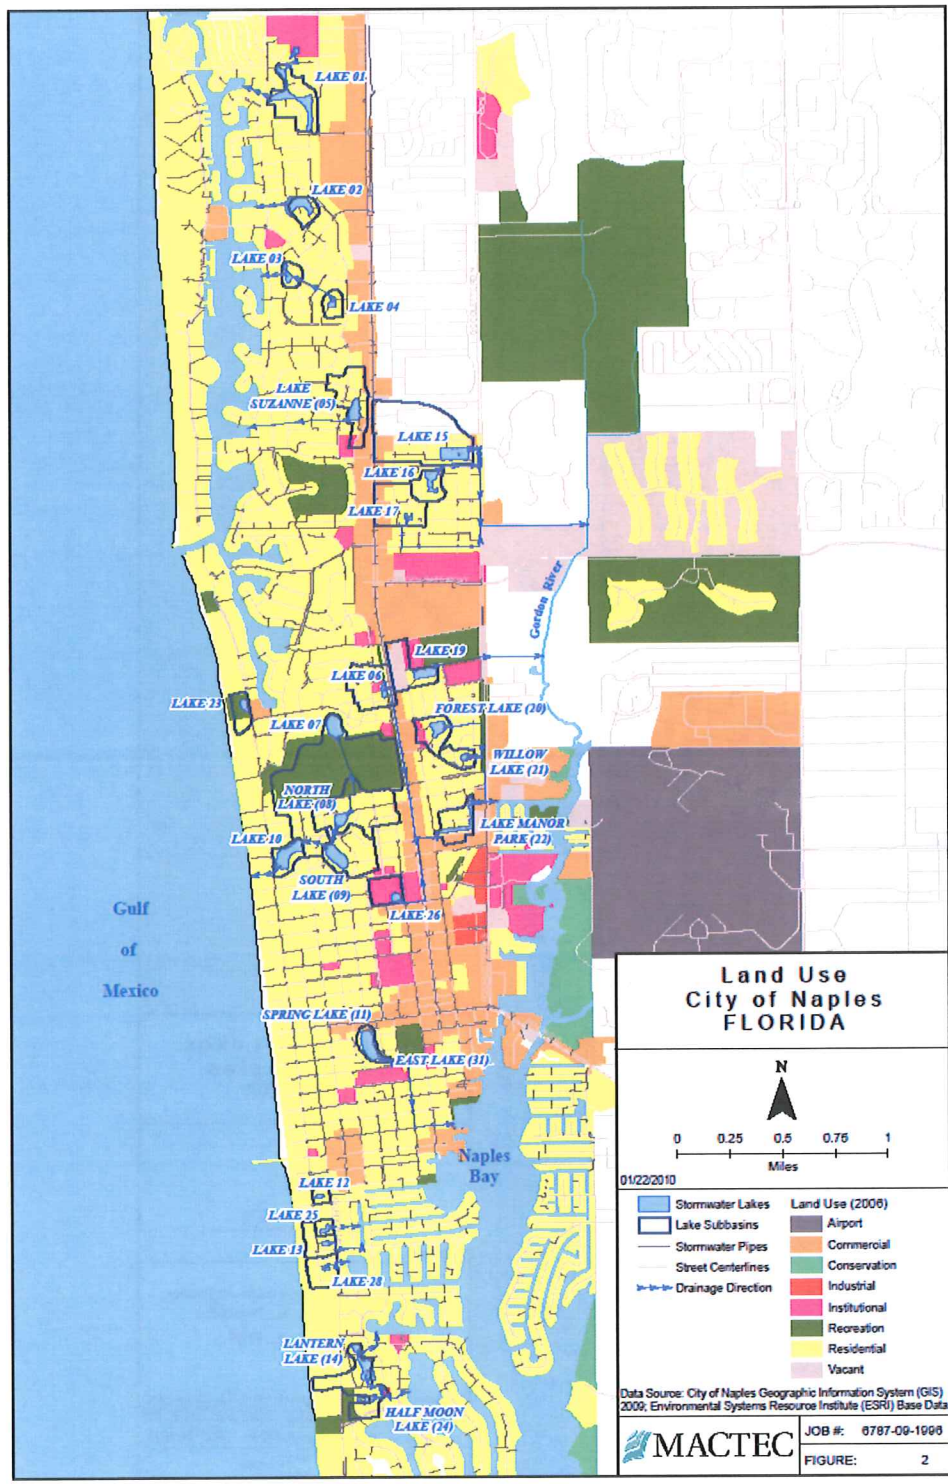 LAKE 01
LAKE 02
LAKE 03
LAKE 04
LAKE
SUZANNE (05)
LAKE 15
LAKE 16
LAKE 17
Gordon River
LAKE 19
LAKE 06
LAKE 23
LAKE 07
FOREST LAKE (20)
WILLOW
LAKE (21)
NORTH
LAKE (08)
LAKE MANOR
PARK (22)
LAKE 10
SOUTH
LAKE (09)
LAKE 26
Gulf
of
Mexico
SPRING LAKE (11)
EAST LAKE (31)
Naples
Bay
LAKE 12
LAKE 25
LAKE 13
LAKE 28
LANTERN
LAKE (14)
HALF MOON
LAKE (24)
Land Use
City of Naples
FLORIDA
N
0 0.25 0.5 0.75 1
Miles
01/22/2010
Stormwater Lakes
Lake Subbasins
Stormwater Pipes
Street Centerlines
Drainage Direction
Land Use (2006)
Airport
Commercial
Conservation
Industrial
Institutional
Recreation
Residential
Vacant
Data Source: City of Naples Geographic Information System (GIS)
2009; Environmental Systems Resource Institute (ESRI) Base Data
MACTEC
JOB #: 6787-09-1996
FIGURE: 2